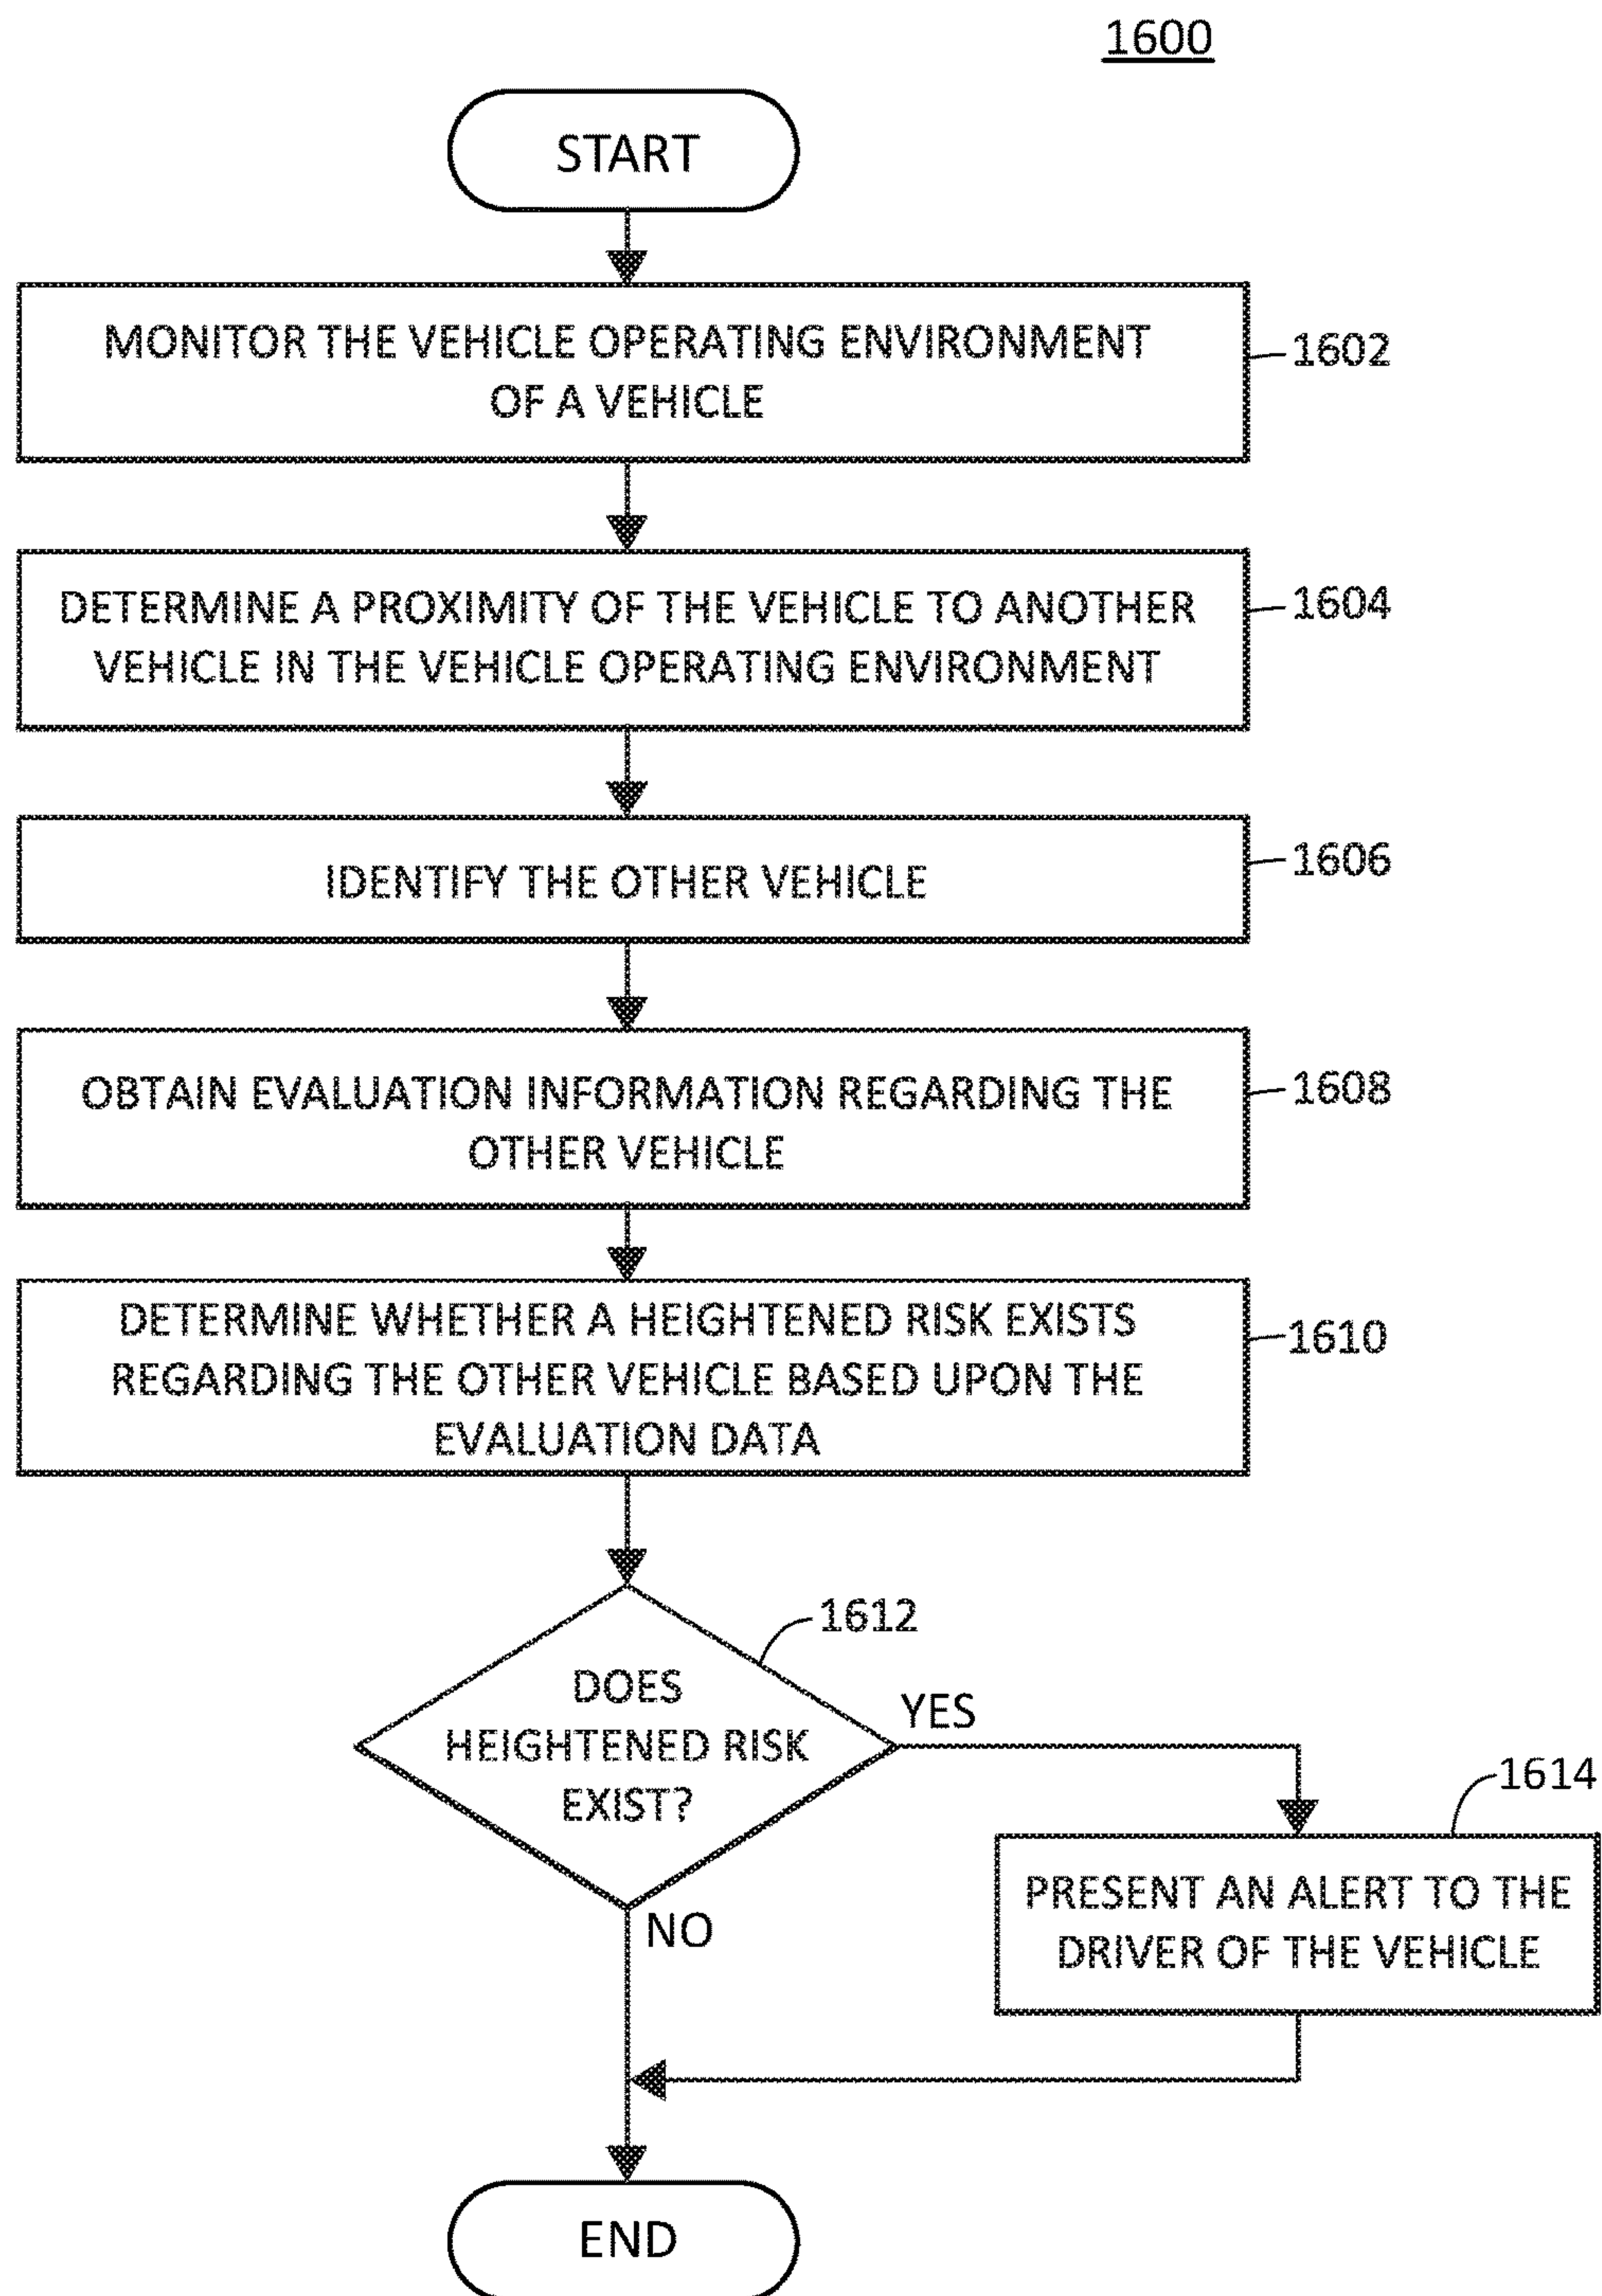 1600
START
MONITOR THE VEHICLE OPERATING ENVIRONMENT
OF A VEHICLE
1602
DETERMINE A PROXIMITY OF THE VEHICLE TO ANOTHER
VEHICLE IN THE VEHICLE OPERATING ENVIRONMENT
1604
IDENTIFY THE OTHER VEHICLE
1606
OBTAIN EVALUATION INFORMATION REGARDING THE
OTHER VEHICLE
1608
DETERMINE WHETHER A HEIGHTENED RISK EXISTS
REGARDING THE OTHER VEHICLE BASED UPON THE
EVALUATION DATA
1610
1612
DOES
HEIGHTENED RISK
EXIST?
YES
1614
PRESENT AN ALERT TO THE
DRIVER OF THE VEHICLE
NO
END